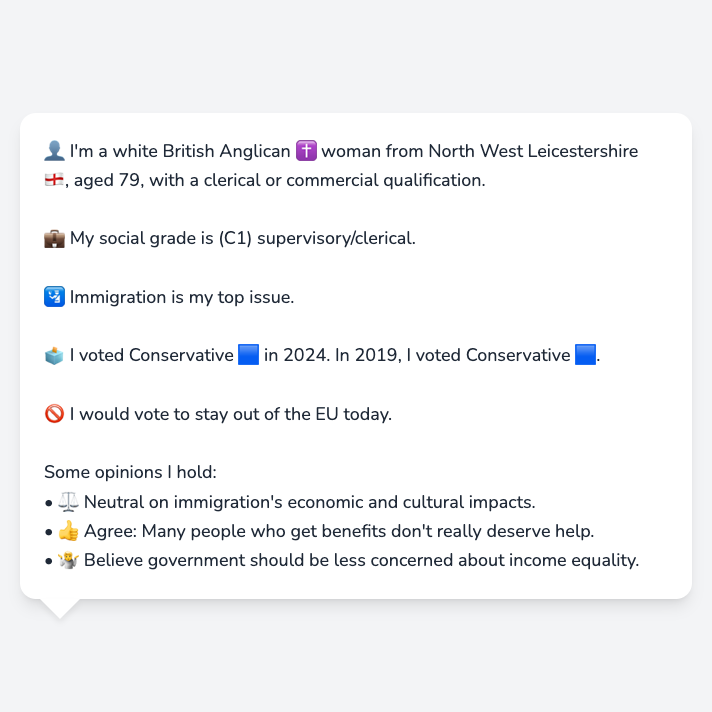 👤 I'm a white British Anglican ✝️ woman from North West Leicestershire
🏴󠁧󠁢󠁥󠁮󠁧󠁿, aged 79, with a clerical or commercial qualification.
💼 My social grade is (C1) supervisory/clerical.
🛂 Immigration is my top issue.
🗳️ I voted Conservative 🟦 in 2024. In 2019, I voted Conservative 🟦.
🚫 I would vote to stay out of the EU today.
Some opinions I hold:
• ⚖️ Neutral on immigration's economic and cultural impacts.
• 👍 Agree: Many people who get benefits don't really deserve help.
• 🤷 Believe government should be less concerned about income equality.